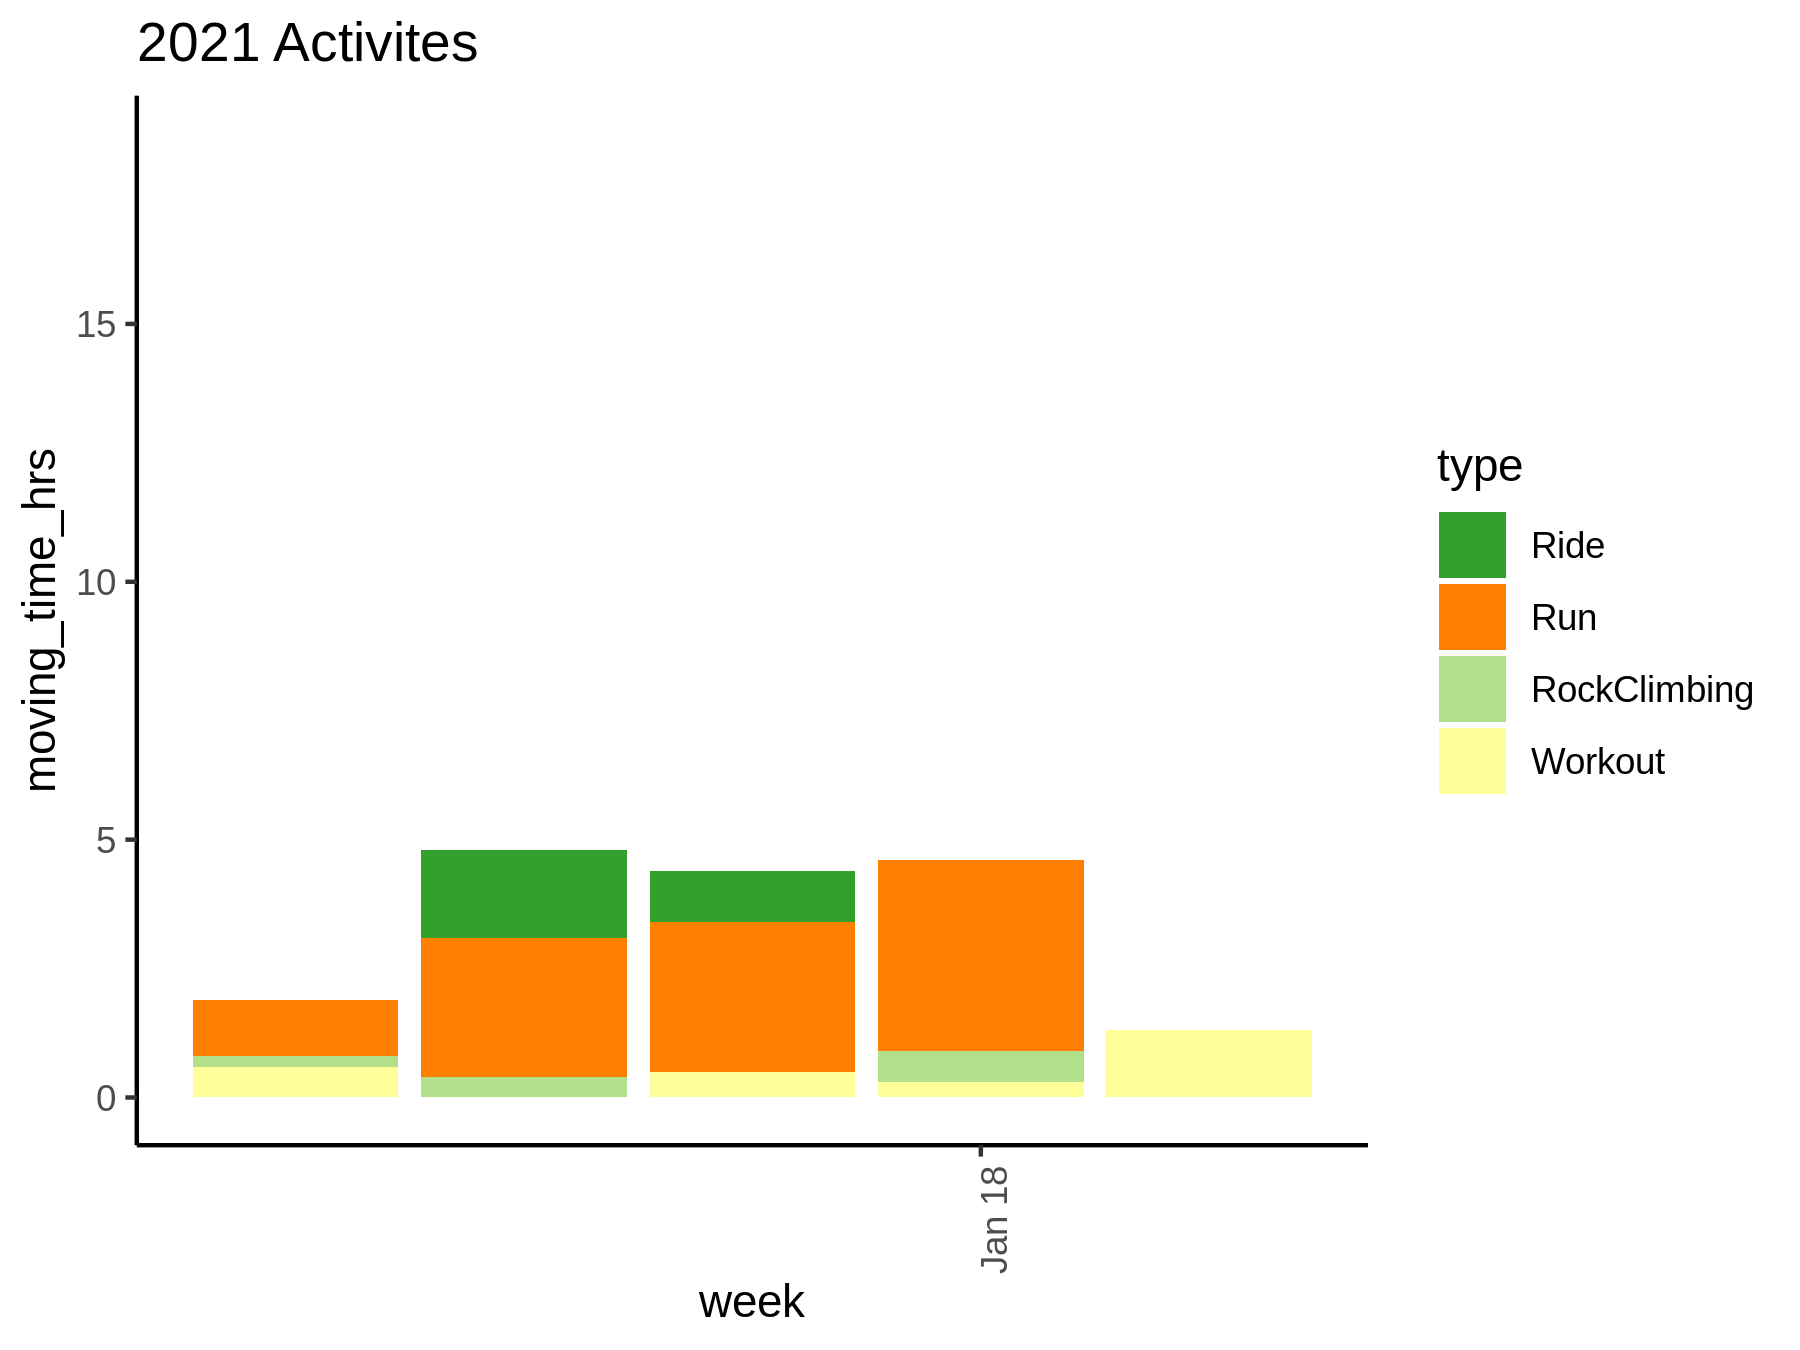 2021 Activites
moving_time_hrs
15
10
5
0
Jan 18
week
type
Ride
Run
RockClimbing
Workout